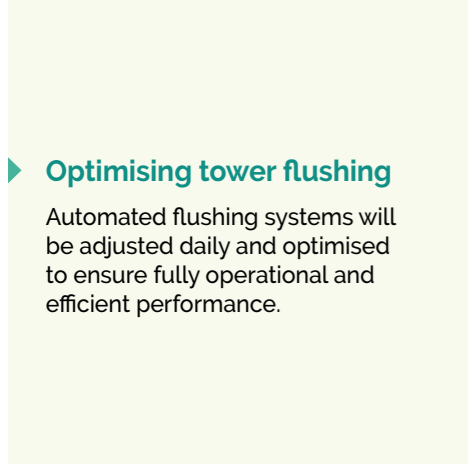 Optimising tower flushing
Automated flushing systems will
be adjusted daily and optimised
to ensure fully operational and
efficient performance.